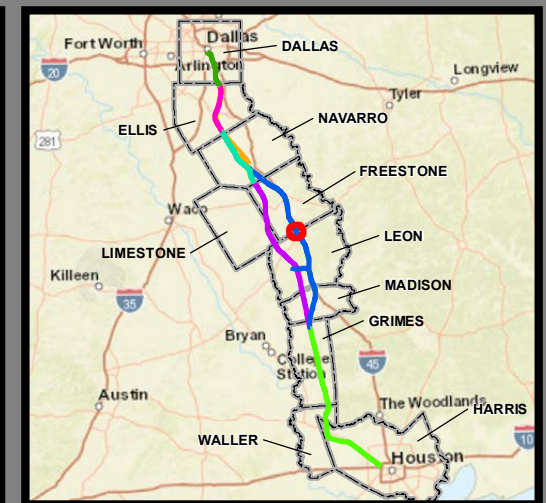 Dallas
Fort Worth
DALLAS
Arlington
20
Longview
Tyler
ELLIS
NAVARRO
281
FREESTONE
Waco
LEON
LIMESTONE
Killeen
MADISON
35
GRIMES
Bryan
College
Station
45
Austin
The Woodlands
HARRIS
WALLER
10
Houston